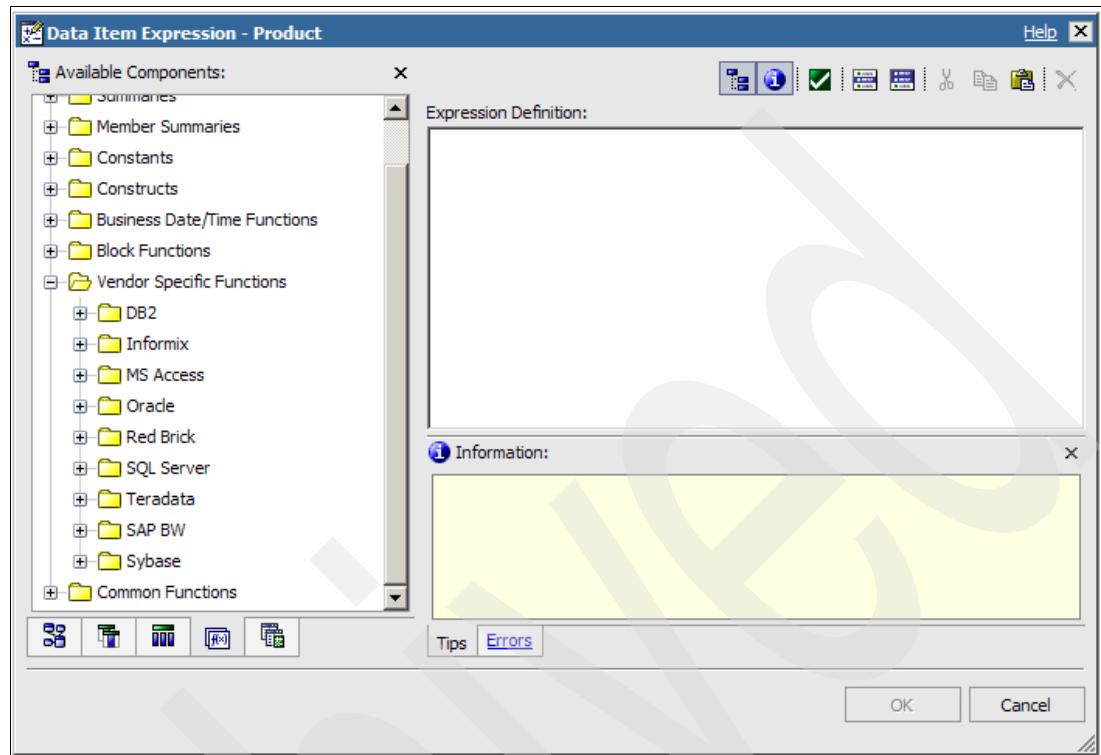 Data Item Expression - Product
Help
Available Components:
Summaries
Member Summaries
Constants
Constructs
Business Date/Time Functions
Block Functions
Vendor Specific Functions
DB2
Informix
MS Access
Oracle
Red Brick
SQL Server
Teradata
SAP BW
Sybase
Common Functions
Expression Definition:
Information:
Tips
Errors
OK
Cancel